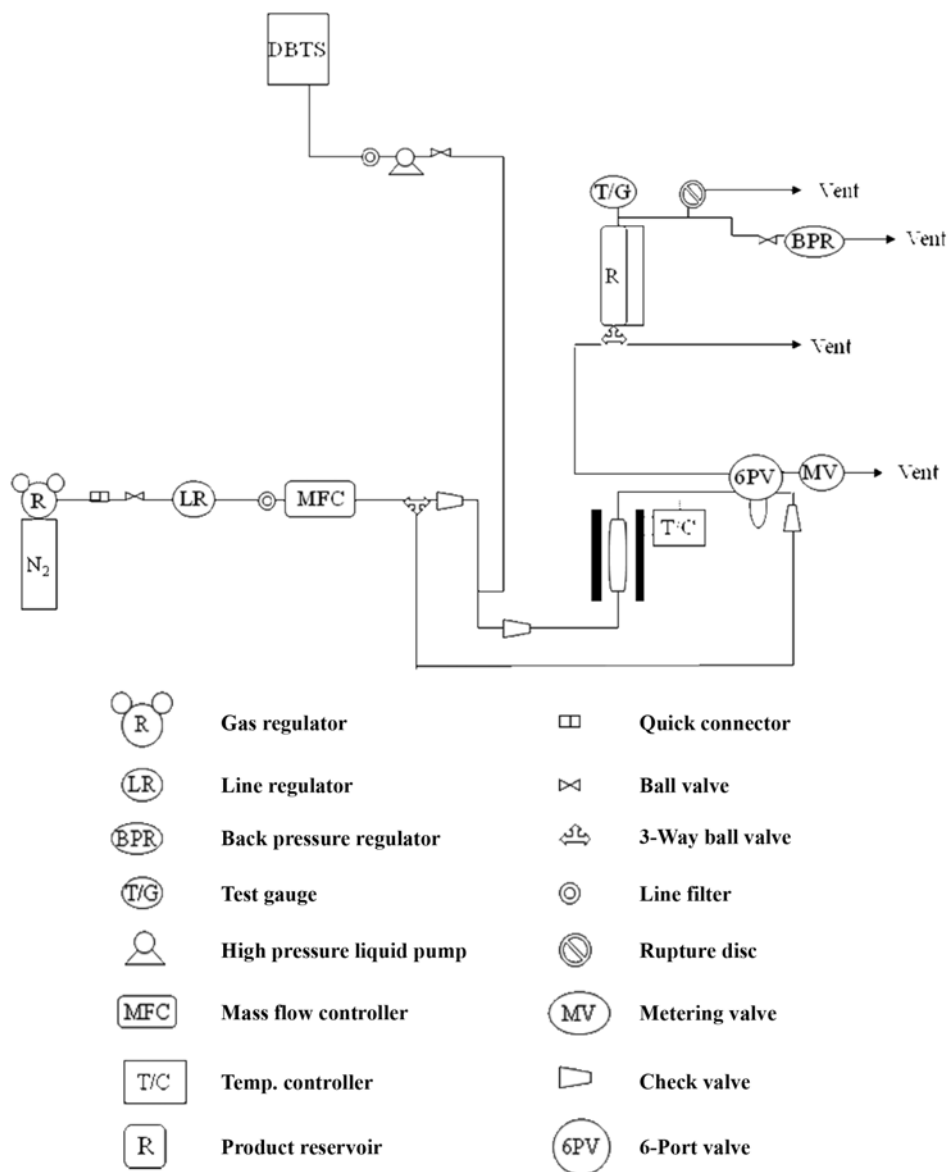 DBTS
T/G
Vent
BPR
Vent
R
Vent
6PV
MV
Vent
R
LR
MFC
T/C
N2
R Gas regulator Quick connector
LR Line regulator Ball valve
BPR Back pressure regulator 3-Way ball valve
T/G Test gauge Line filter
High pressure liquid pump Rupture disc
MFC Mass flow controller MV Metering valve
T/C Temp. controller Check valve
R Product reservoir 6PV 6-Port valve